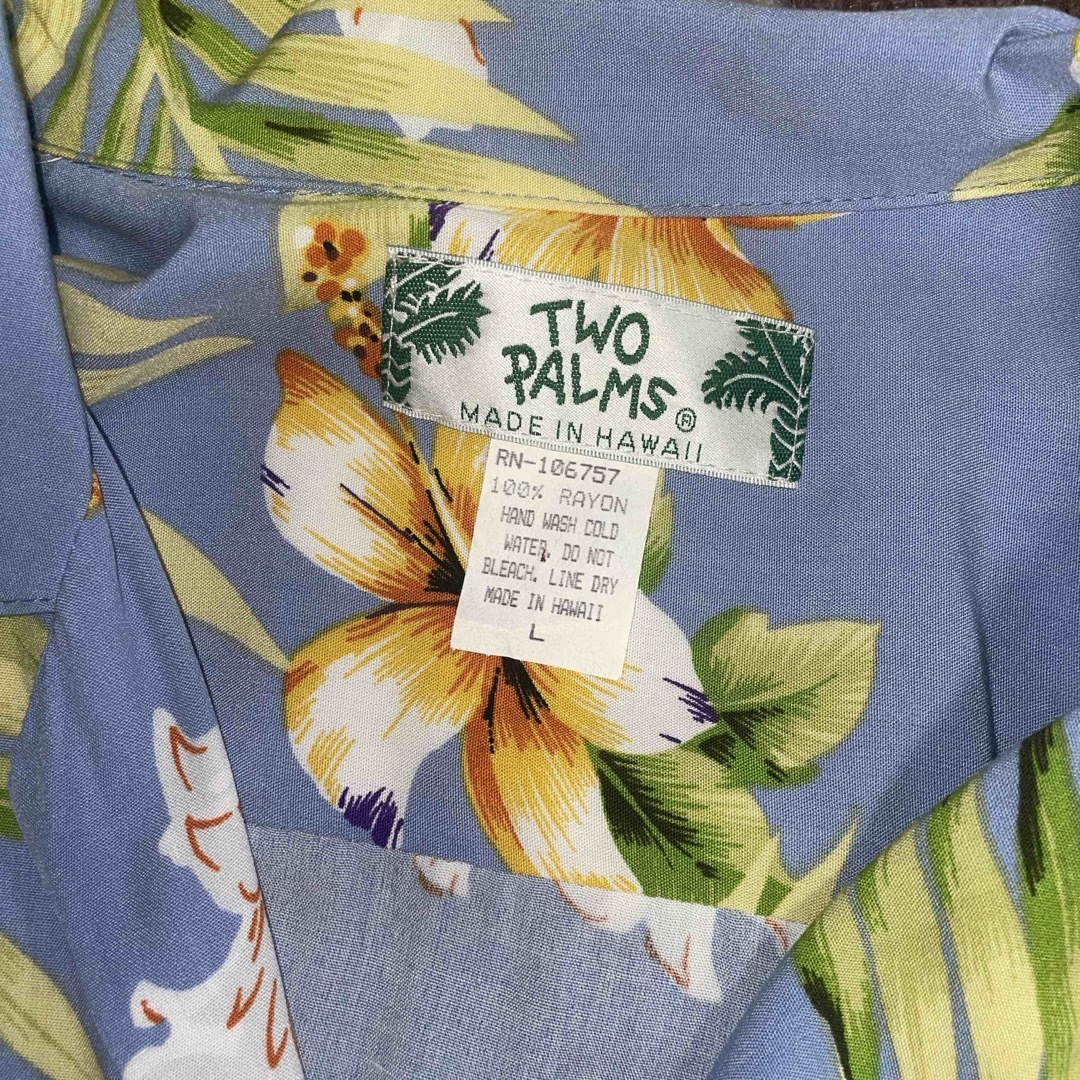 TWO
PALMS®
MADE IN HAWAII
RN-106757
100% RAYON
HAND WASH COLD
WATER. DO NOT
BLEACH. LINE DRY
MADE IN HAWAII
L